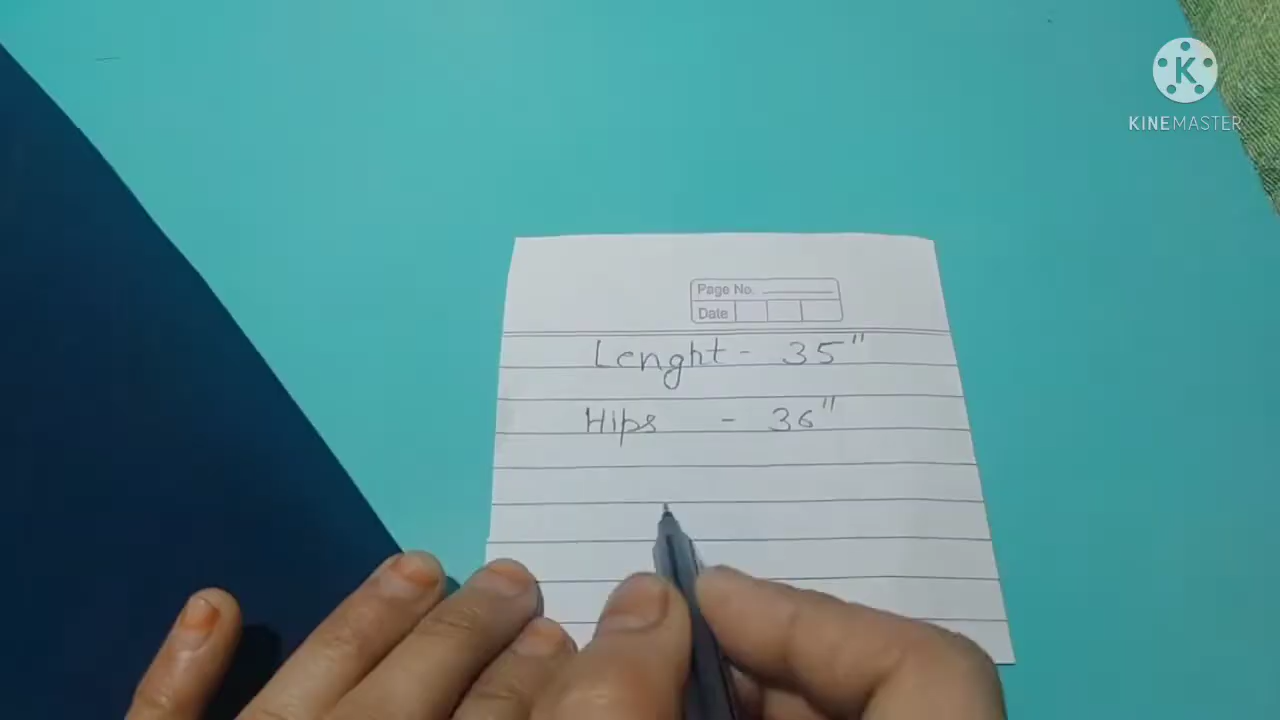 KINEMASTER
Page No.
Date
Lenght - 35"
Hips - 36"